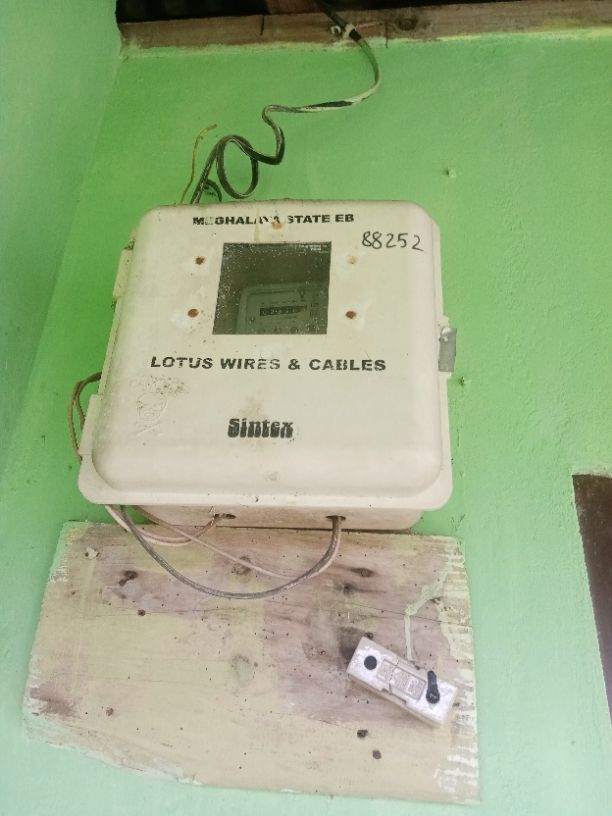 MEGHALAYA STATE EB
88252
LOTUS WIRES & CABLES
Sintex